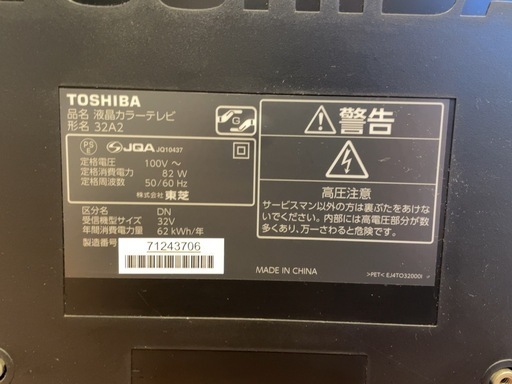 TOSHIBA
品名 液晶カラーテレビ
形名 32A2
G
PS
E
JQA JQ10437
定格電圧 100V ～
定格消費電力 82 W
定格周波数 50/60 Hz
株式会社 東芝
区分名 DN
受信機型サイズ 32V
年間消費電力量 62 kWh/年
製造番号 71243706
警告
高圧注意
サービスマン以外の方は裏ぶたをあけな
いでください。内部には高電圧部分が数
多くあり、万一さわると危険です。
MADE IN CHINA
>PET< EJ4TO32000I